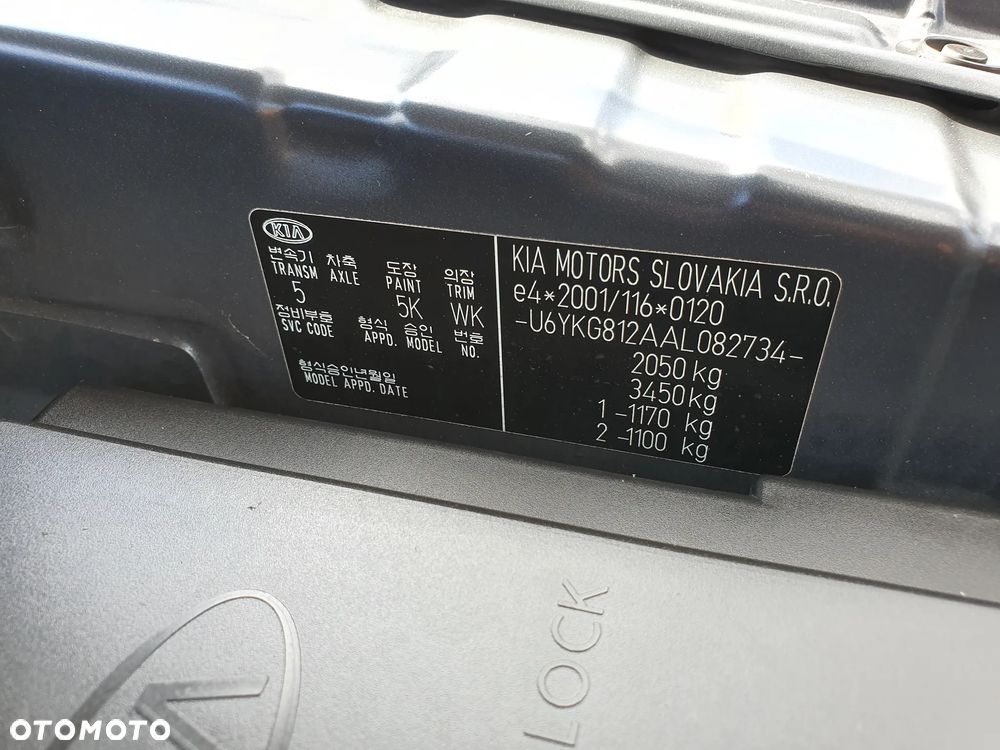 KIA
변속기 차축 도장 의장
TRANSM AXLE PAINT TRIM
5 5K WK
정비부호 형식 승인 번호
SVC CODE APPD. MODEL NO.
형식승인년월일
MODEL APPD. DATE
KIA MOTORS SLOVAKIA S.R.O.
e4*2001/116*0120
-U6YKG812AAL082734-
2050 kg
3450 kg
1 -1170 kg
2 -1100 kg
LOCK
OTOMOTO